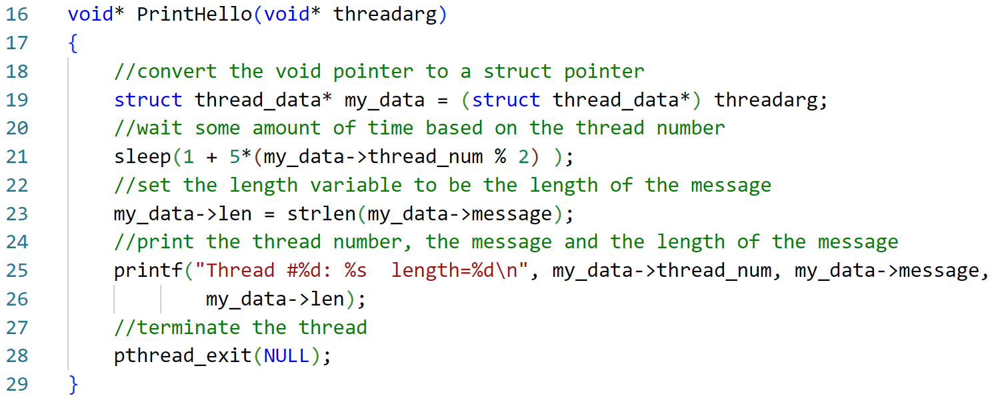 16 void* PrintHello(void* threadarg)
17 {
18 //convert the void pointer to a struct pointer
19 struct thread_data* my_data = (struct thread_data*) threadarg;
20 //wait some amount of time based on the thread number
21 sleep(1 + 5*(my_data->thread_num % 2) );
22 //set the length variable to be the length of the message
23 my_data->len = strlen(my_data->message);
24 //print the thread number, the message and the length of the message
25 printf("Thread #%d: %s  length=%d\n", my_data->thread_num, my_data->message,
26 my_data->len);
27 //terminate the thread
28 pthread_exit(NULL);
29 }